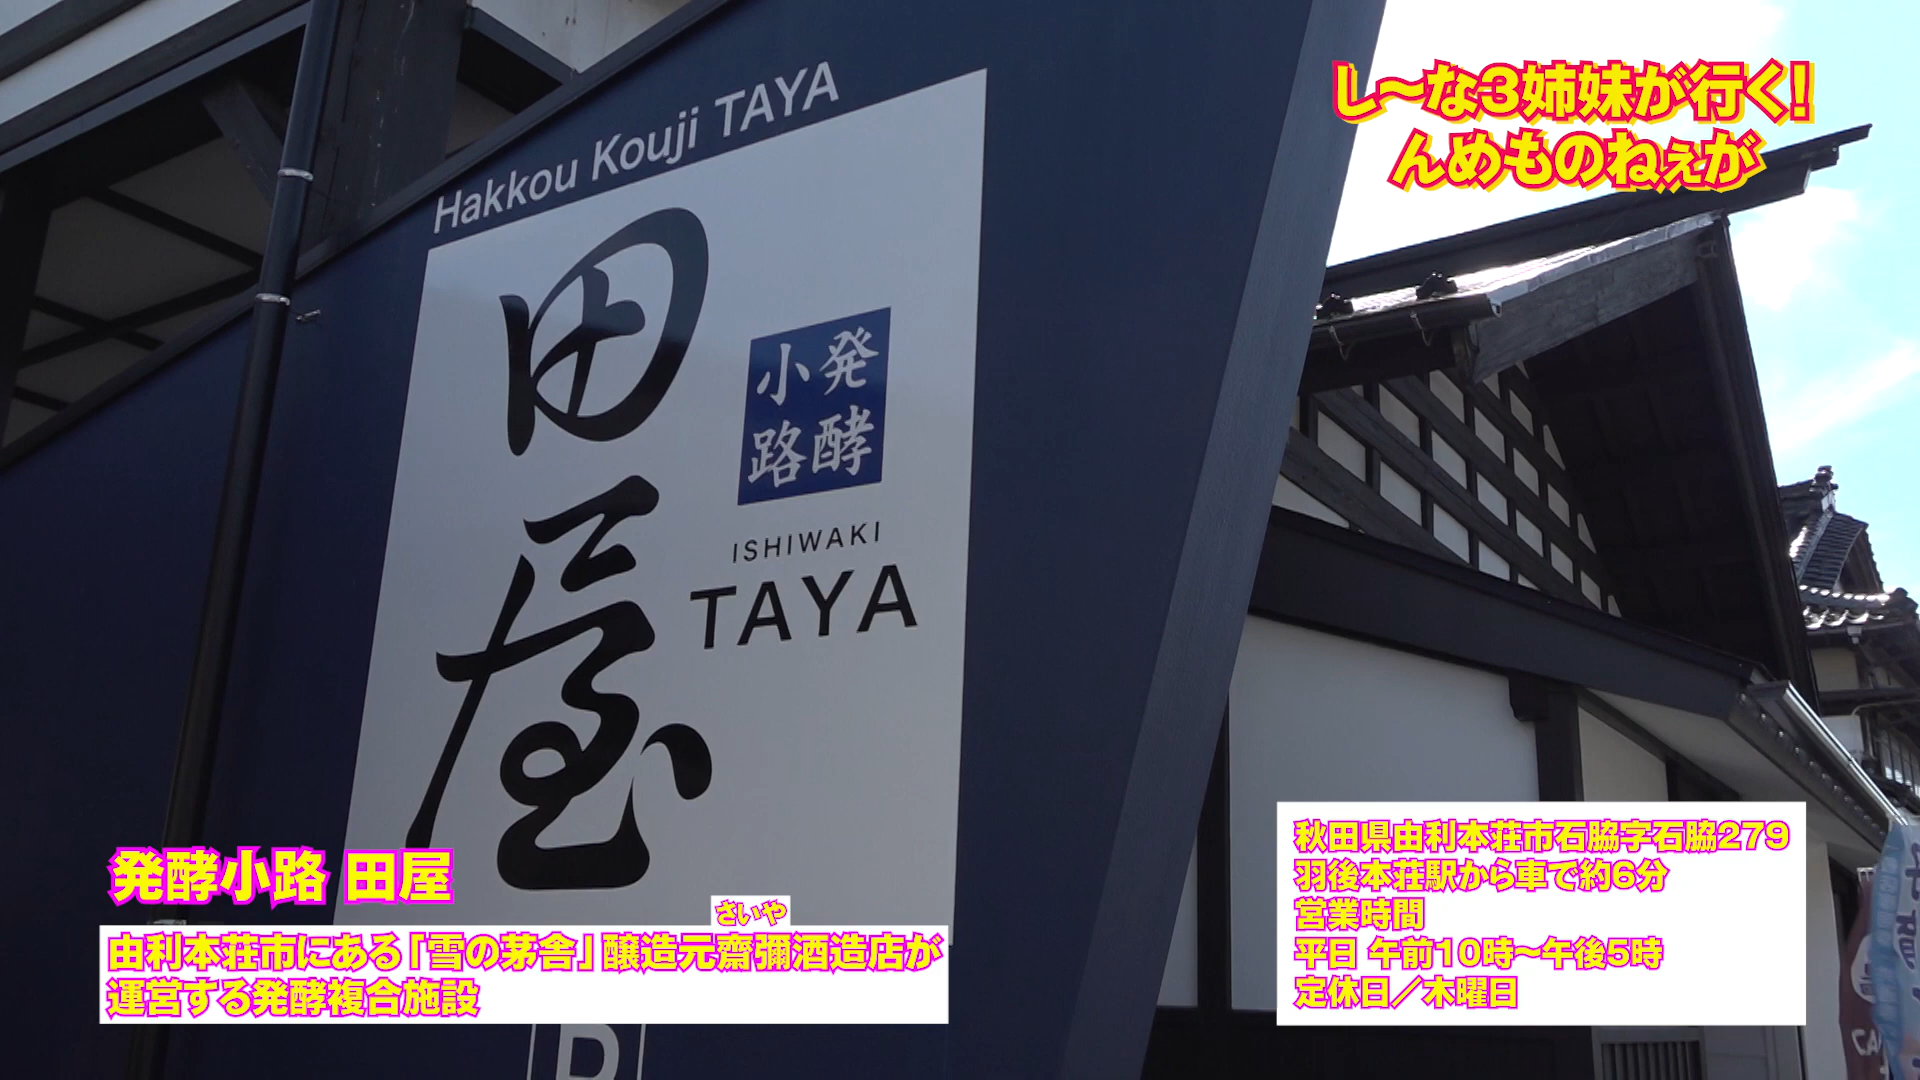 し～な3姉妹が行く!
んめものねぇが
Hakkou Kouji TAYA
田屋
発酵
小路
ISHIWAKI
TAYA
P
発酵小路 田屋
さいや
由利本荘市にある「雪の茅舎」醸造元齋彌酒造店が
運営する発酵複合施設
秋田県由利本荘市石脇字石脇279
羽後本荘駅から車で約6分
営業時間
平日 午前10時～午後5時
定休日／木曜日